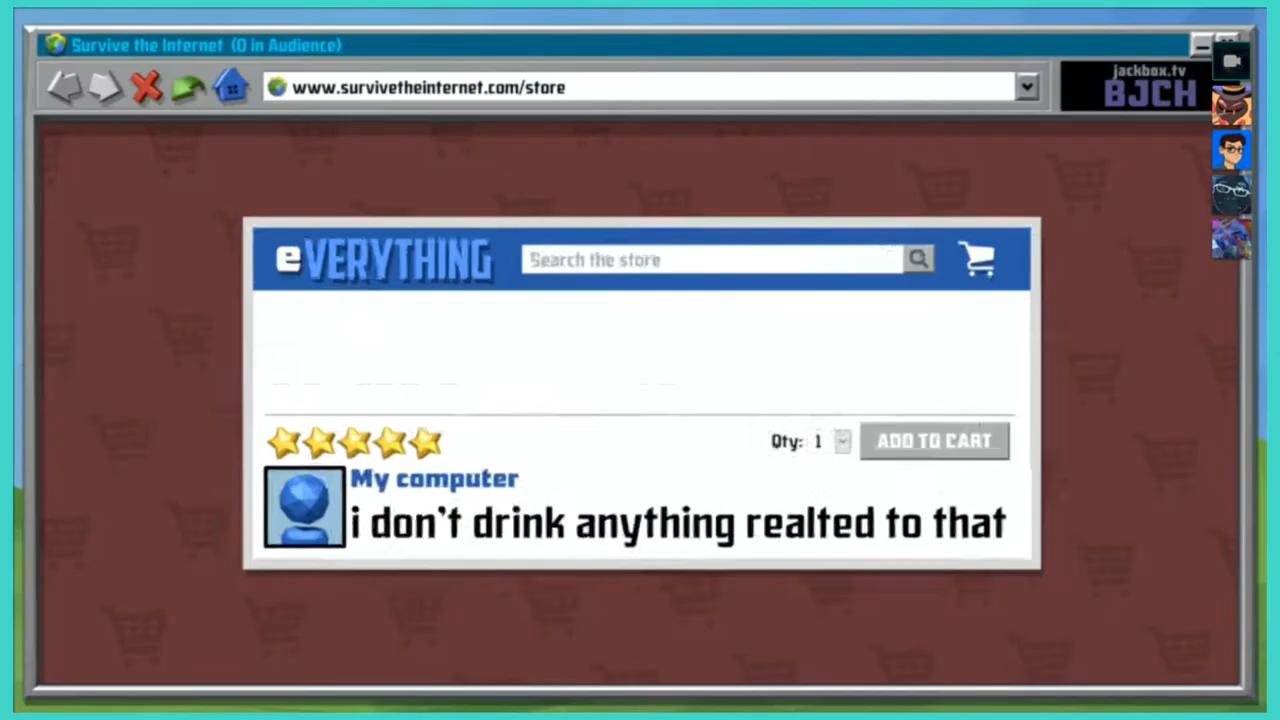 Survive the Internet (0 in Audience)
www.survivetheinternet.com/store
jackbox.tv
BJCH
eVERYTHING
Search the store
Qty: 1
ADD TO CART
My computer
i don't drink anything realted to that